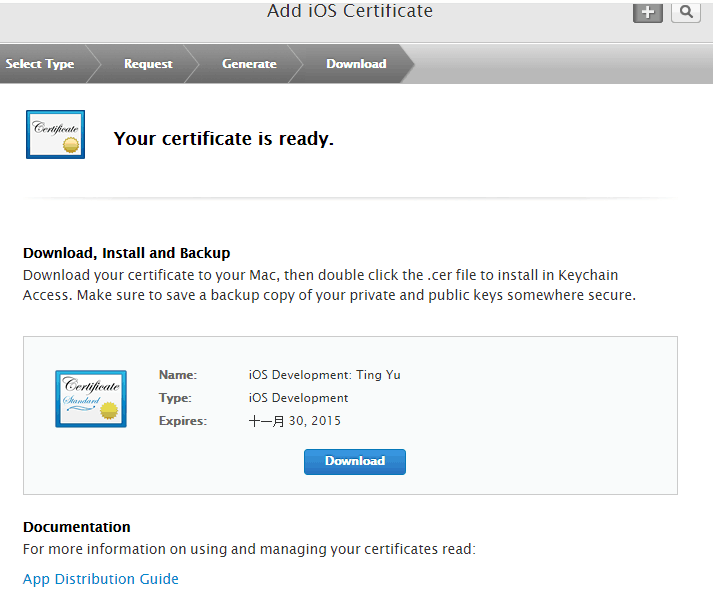 Add iOS Certificate
Select Type
Request
Generate
Download
Certificate
Your certificate is ready.
Download, Install and Backup
Download your certificate to your Mac, then double click the .cer file to install in Keychain
Access. Make sure to save a backup copy of your private and public keys somewhere secure.
Certificate
Standard
Name: iOS Development: Ting Yu
Type: iOS Development
Expires: 十一月 30, 2015
Download
Documentation
For more information on using and managing your certificates read:
App Distribution Guide